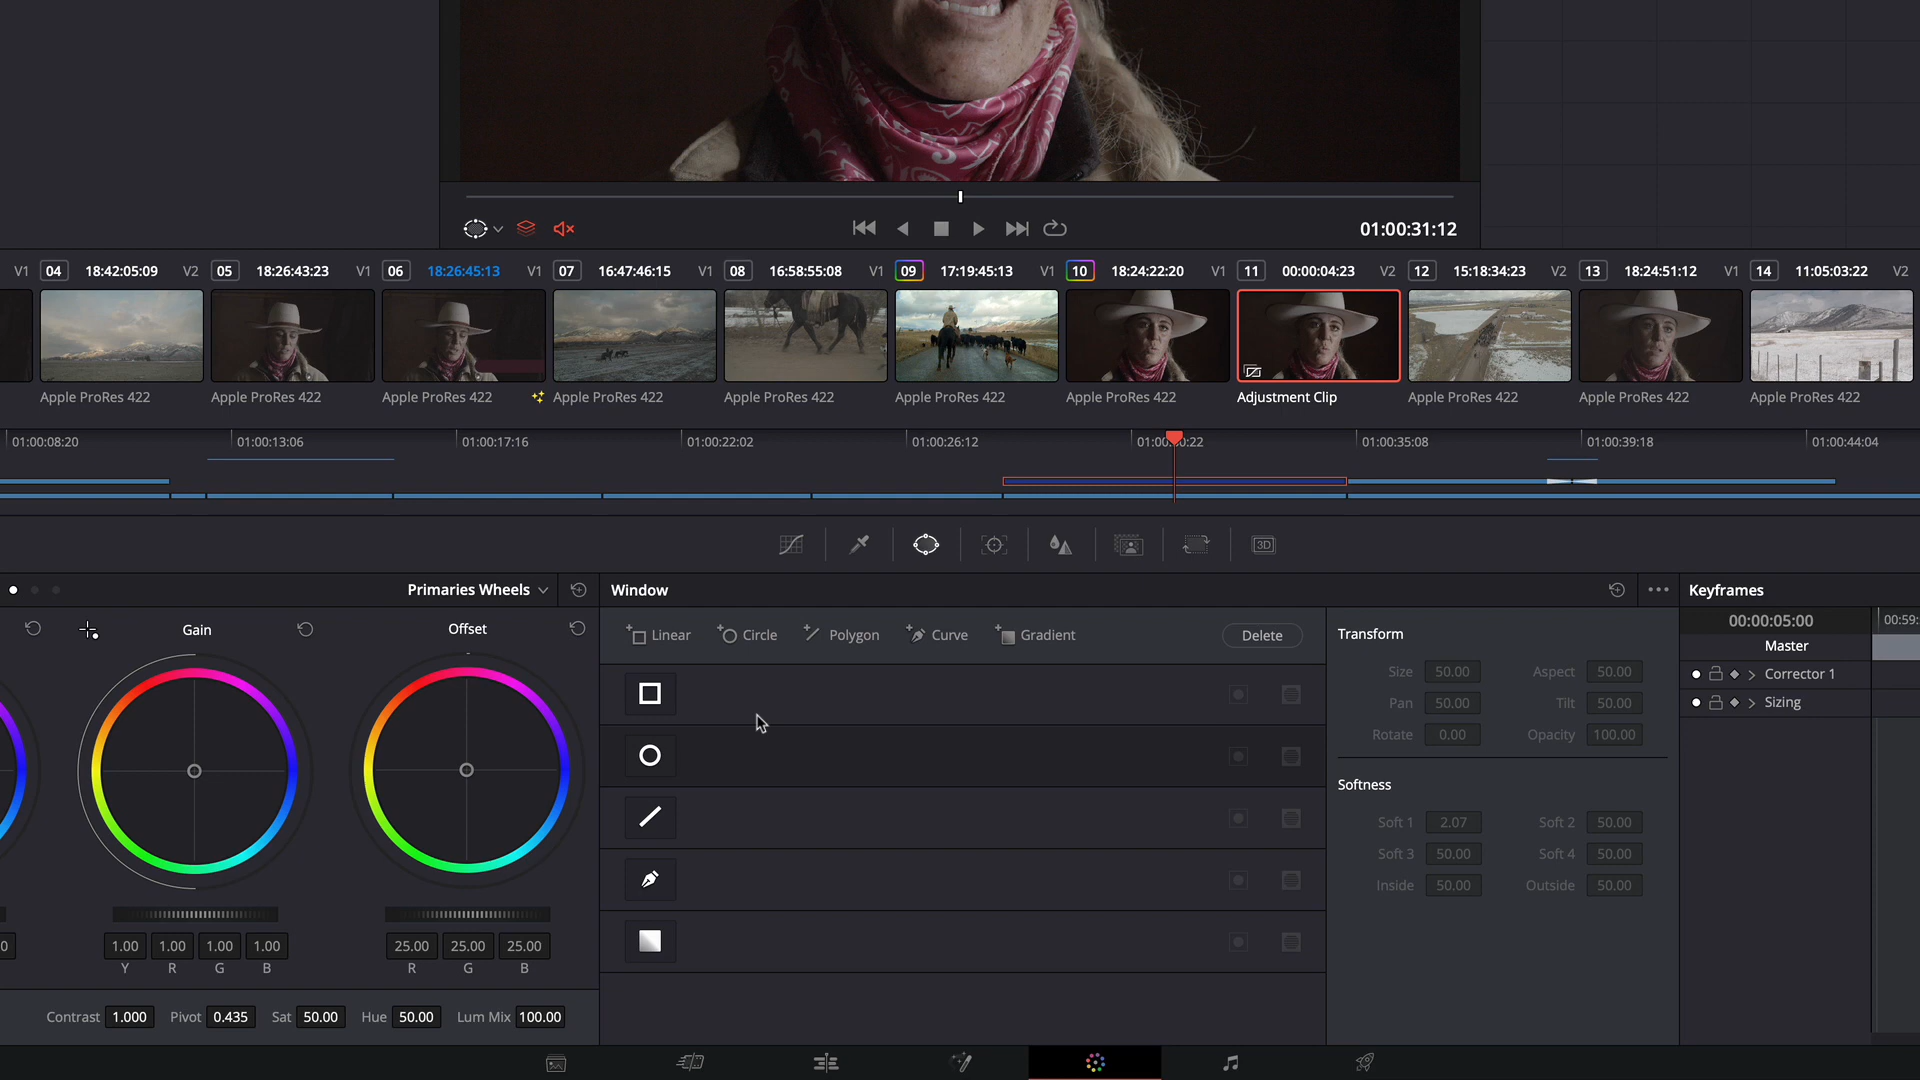 01:00:31:12
V1 04 18:42:05:09 V2 05 18:26:43:23 V1 06 18:26:45:13 V1 07 16:47:46:15 V1 08 16:58:55:08 V1 09 17:19:45:13 V1 10 18:24:22:20 V1 11 00:00:04:23 V2 12 15:18:34:23 V2 13 18:24:51:12 V1 14 11:05:03:22 V2
Apple ProRes 422 Apple ProRes 422 Apple ProRes 422 Apple ProRes 422 Apple ProRes 422 Apple ProRes 422 Apple ProRes 422 Adjustment Clip Apple ProRes 422 Apple ProRes 422 Apple ProRes 422
01:00:08:20 01:00:13:06 01:00:17:16 01:00:22:02 01:00:26:12 01:00:30:22 01:00:35:08 01:00:39:18 01:00:44:04
3D
Primaries Wheels
Gain Offset
1.00 1.00 1.00 1.00
Y R G B
25.00 25.00 25.00
R G B
Contrast 1.000 Pivot 0.435 Sat 50.00 Hue 50.00 Lum Mix 100.00
Window
Linear Circle Polygon Curve Gradient Delete
Transform
Size 50.00 Aspect 50.00
Pan 50.00 Tilt 50.00
Rotate 0.00 Opacity 100.00
Softness
Soft 1 2.07 Soft 2 50.00
Soft 3 50.00 Soft 4 50.00
Inside 50.00 Outside 50.00
Keyframes
00:00:05:00 00:59:
Master
Corrector 1
Sizing